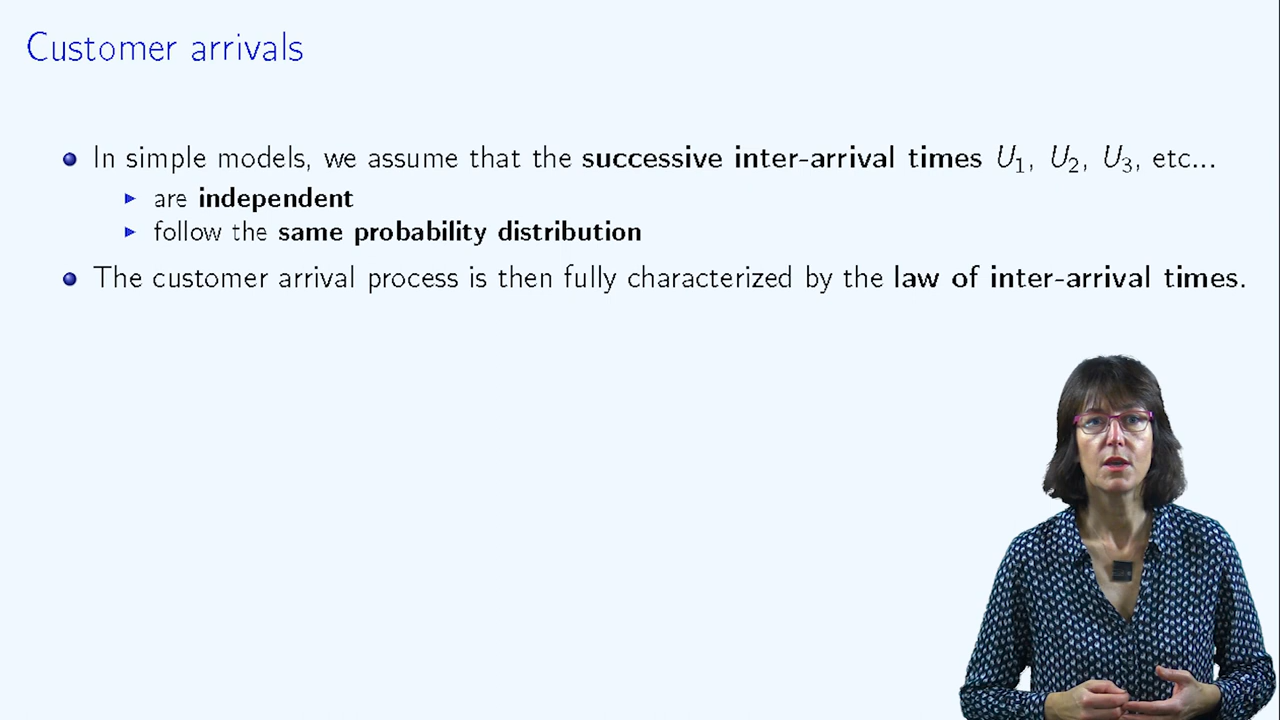 Customer arrivals
In simple models, we assume that the successive inter-arrival times U₁, U₂, U₃, etc...
are independent
follow the same probability distribution
The customer arrival process is then fully characterized by the law of inter-arrival times.